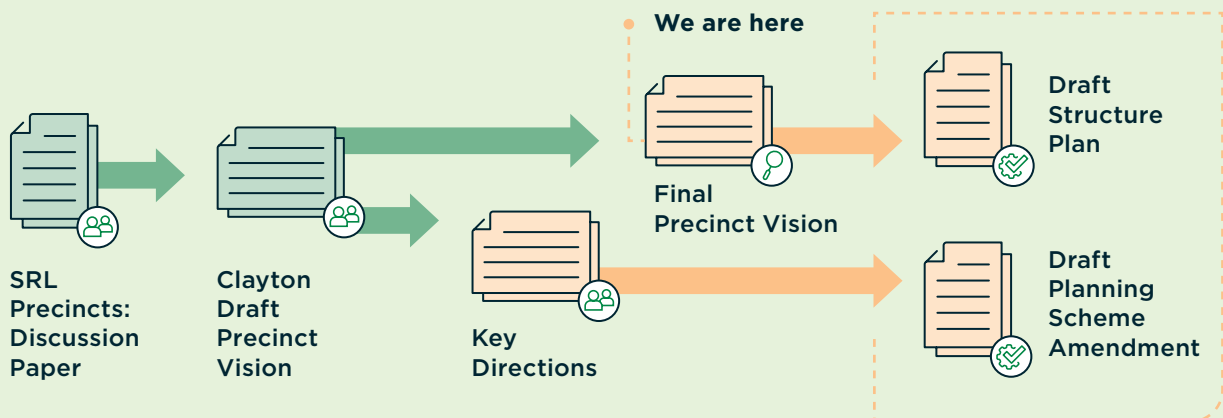 We are here
SRL
Precincts:
Discussion
Paper
Clayton
Draft
Precinct
Vision
Key
Directions
Final
Precinct Vision
Draft
Structure
Plan
Draft
Planning
Scheme
Amendment